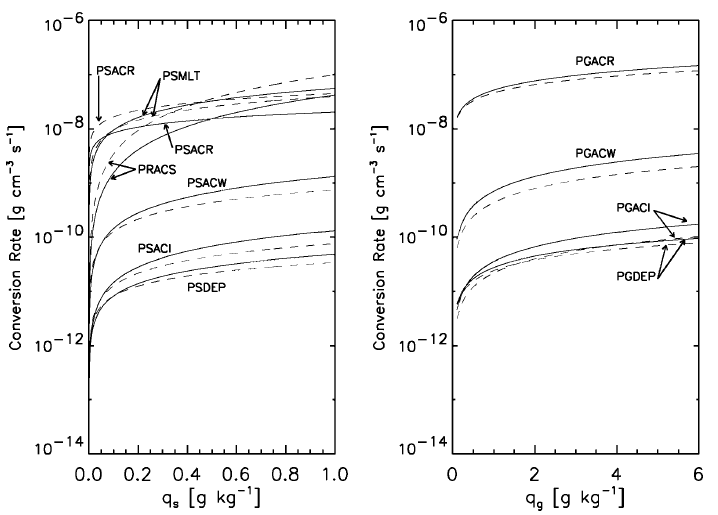 10⁻⁶
10⁻⁸
10⁻¹⁰
10⁻¹²
10⁻¹⁴
Conversion Rate [g cm⁻³ s⁻¹]
PSACR
PSMLT
PSACR
PRACS
PSACW
PSACI
PSDEP
0.0 0.2 0.4 0.6 0.8 1.0
qₛ [g kg⁻¹]
10⁻⁶
10⁻⁸
10⁻¹⁰
10⁻¹²
10⁻¹⁴
Conversion Rate [g cm⁻³ s⁻¹]
PGACR
PGACW
PGACI
PGDEP
0 2 4 6
q_g [g kg⁻¹]